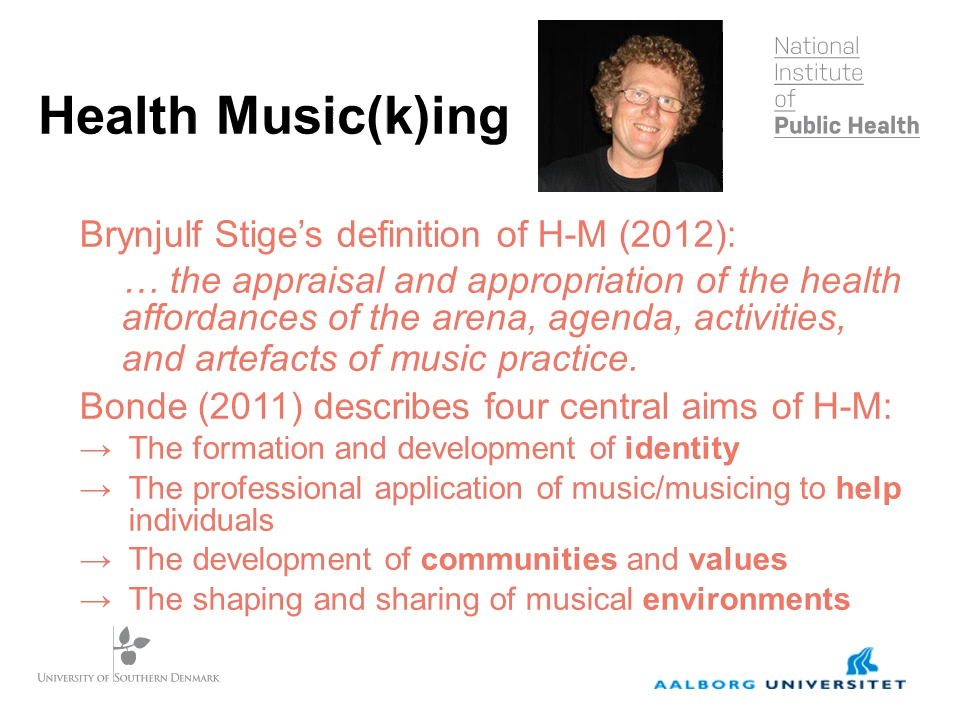 National
Institute
of
Public Health
Health Music(k)ing
Brynjulf Stige’s definition of H-M (2012):
… the appraisal and appropriation of the health
affordances of the arena, agenda, activities,
and artefacts of music practice.
Bonde (2011) describes four central aims of H-M:
→ The formation and development of identity
→ The professional application of music/musicing to help
individuals
→ The development of communities and values
→ The shaping and sharing of musical environments
UNIVERSITY OF SOUTHERN DENMARK
AALBORG UNIVERSITET